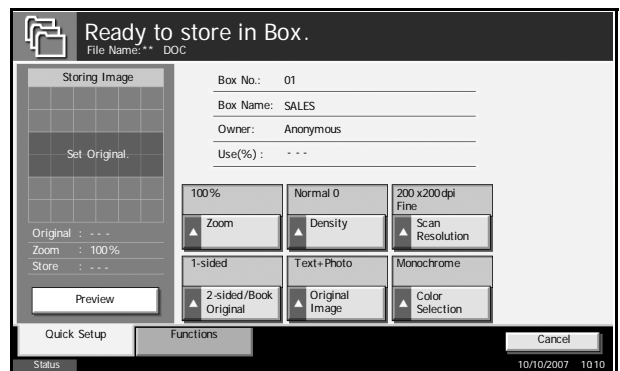 Ready to store in Box.
File Name:** DOC
Storing Image
Set Original.
Original : - - -
Zoom : 100%
Store : - - -
Preview
Box No.: 01
Box Name: SALES
Owner: Anonymous
Use(%) : - - -
100%
Zoom
Normal 0
Density
200 x200dpi
Fine
Scan
Resolution
1-sided
2-sided/Book
Original
Text+Photo
Original
Image
Monochrome
Color
Selection
Quick Setup
Functions
Cancel
Status
10/10/2007 1010